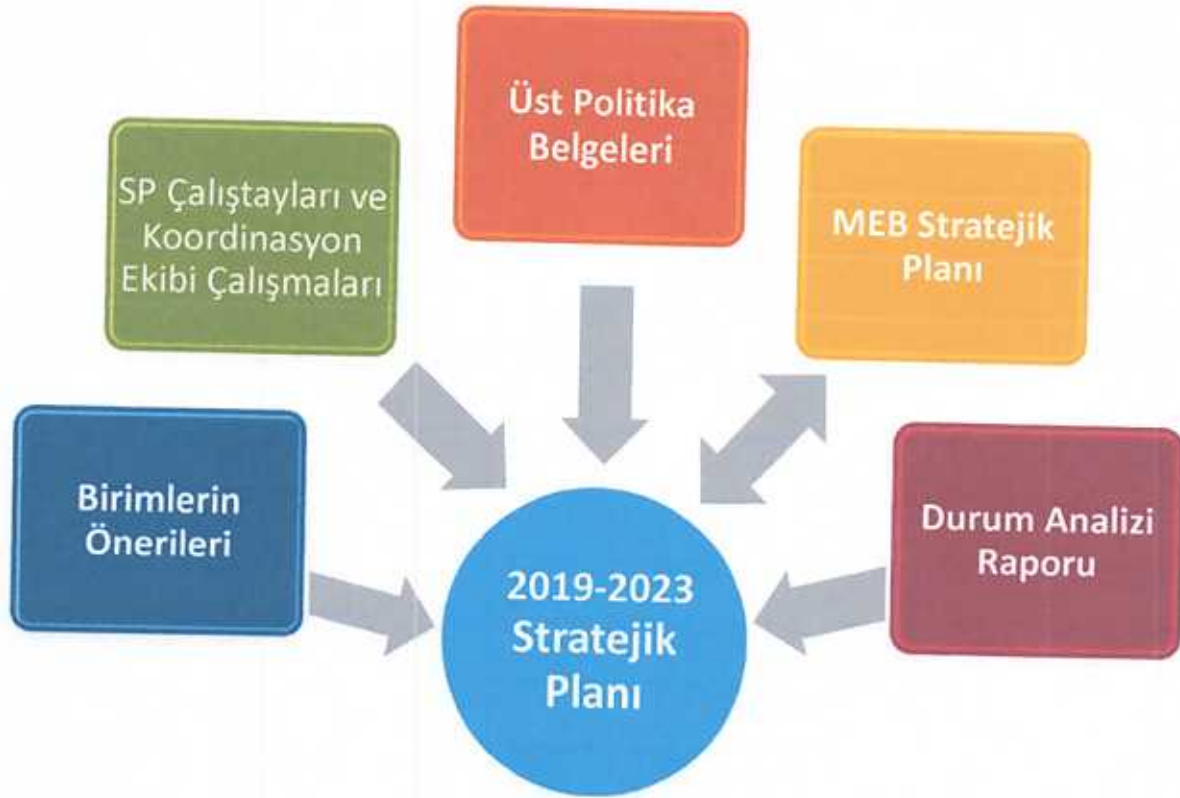 Üst Politika
Belgeleri
SP Çalıştayları ve
Koordinasyon
Ekibi Çalışmaları
MEB Stratejik
Planı
Birimlerin
Önerileri
Durum Analizi
Raporu
2019-2023
Stratejik
Planı